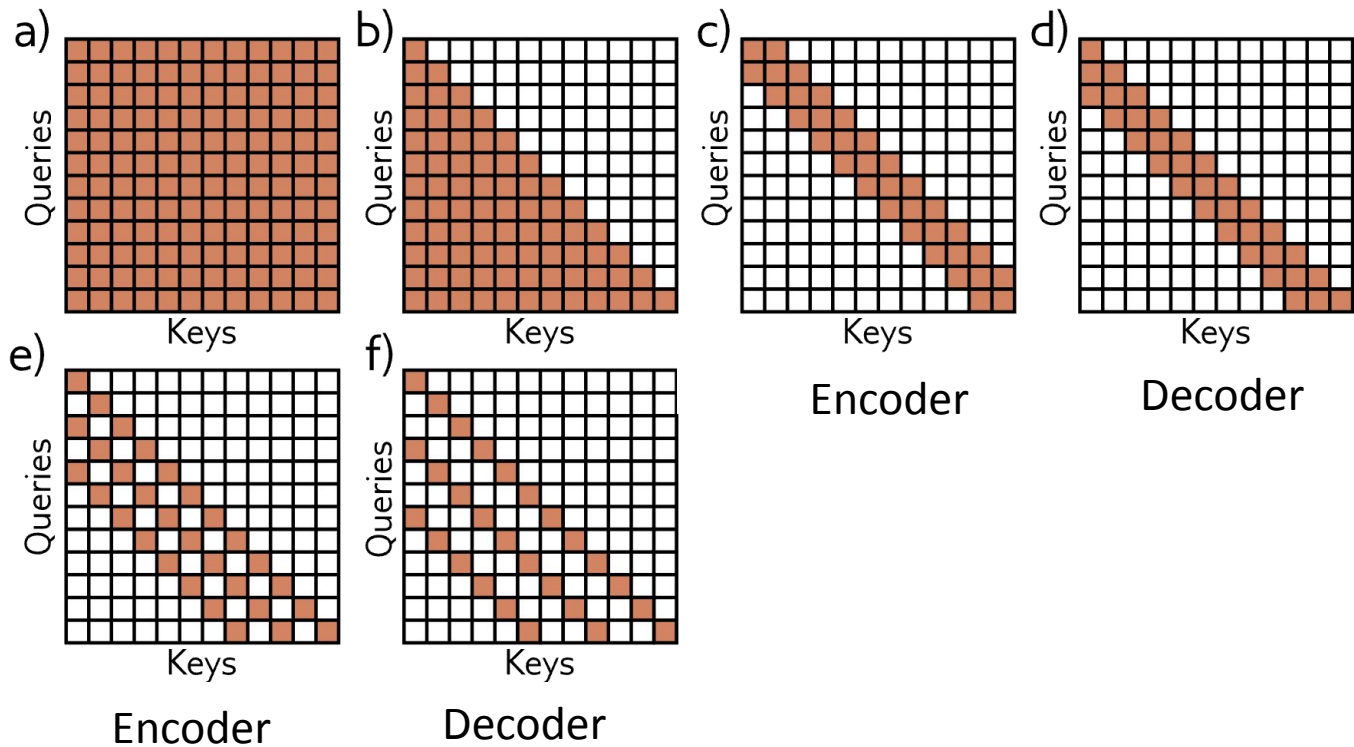 a)
Queries
Keys
b)
Queries
Keys
c)
Queries
Keys
Encoder
d)
Queries
Keys
Decoder
e)
Queries
Keys
Encoder
f)
Queries
Keys
Decoder